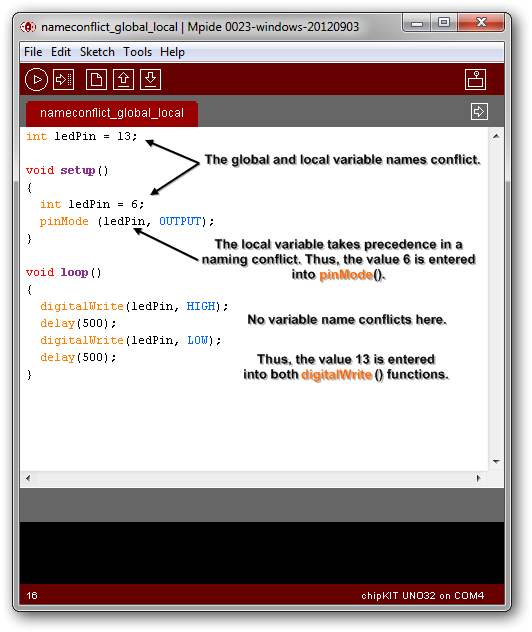 nameconflict_global_local | Mpide 0023-windows-20120903
File Edit Sketch Tools Help
nameconflict_global_local
int ledPin = 13;
The global and local variable names conflict.
void setup()
{
int ledPin = 6;
pinMode (ledPin, OUTPUT);
}
The local variable takes precedence in a
naming conflict. Thus, the value 6 is entered
into pinMode().
void loop()
{
digitalWrite(ledPin, HIGH);
delay(500);
digitalWrite(ledPin, LOW);
delay(500);
}
No variable name conflicts here.
Thus, the value 13 is entered
into both digitalWrite () functions.
16
chipKIT UNO32 on COM4